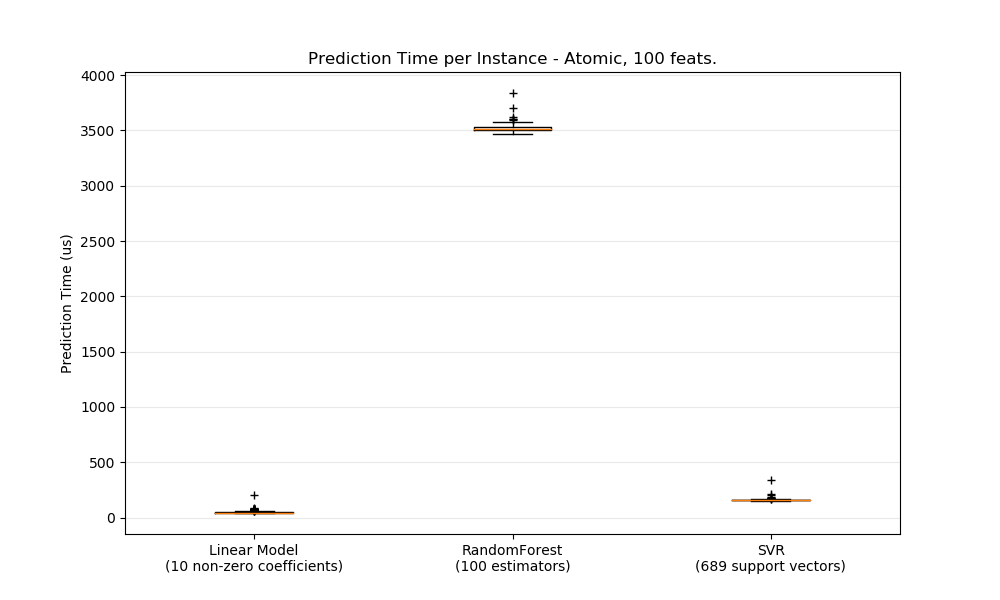 Prediction Time per Instance - Atomic, 100 feats.
4000
3500
3000
2500
2000
1500
1000
500
0
Prediction Time (us)
Linear Model
(10 non-zero coefficients)
RandomForest
(100 estimators)
SVR
(689 support vectors)